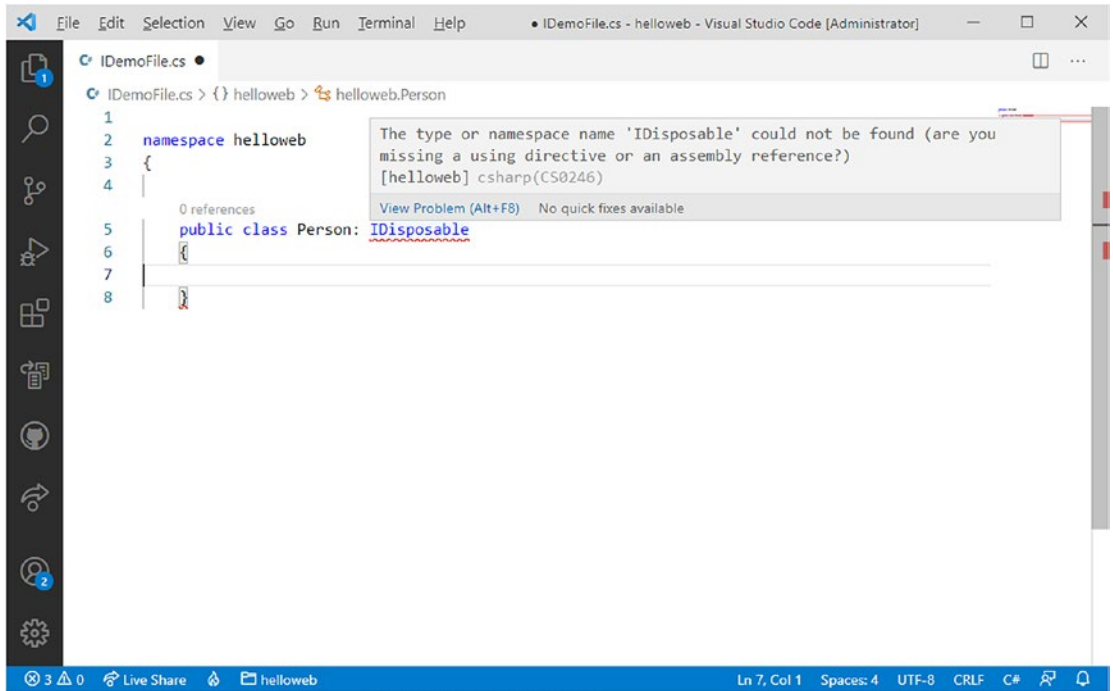 File Edit Selection View Go Run Terminal Help ● IDemoFile.cs - helloweb - Visual Studio Code [Administrator]
IDemoFile.cs ●
IDemoFile.cs > {} helloweb > helloweb.Person
1
2 namespace helloweb
3 {
4
The type or namespace name 'IDisposable' could not be found (are you
missing a using directive or an assembly reference?)
[helloweb] csharp(CS0246)
View Problem (Alt+F8) No quick fixes available
0 references
5 public class Person: IDisposable
6 {
7
8 }
1
2
3 0 Live Share helloweb Ln 7, Col 1 Spaces: 4 UTF-8 CRLF C#